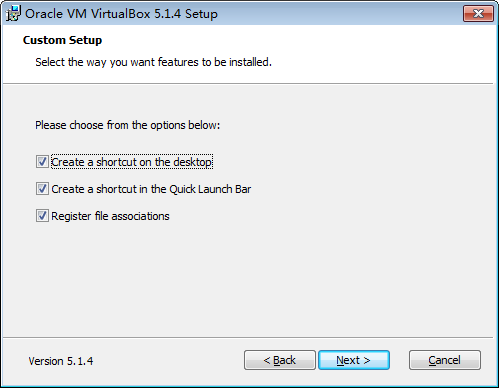 Oracle VM VirtualBox 5.1.4 Setup
Custom Setup
Select the way you want features to be installed.
Please choose from the options below:
Create a shortcut on the desktop
Create a shortcut in the Quick Launch Bar
Register file associations
Version 5.1.4
< Back
Next >
Cancel